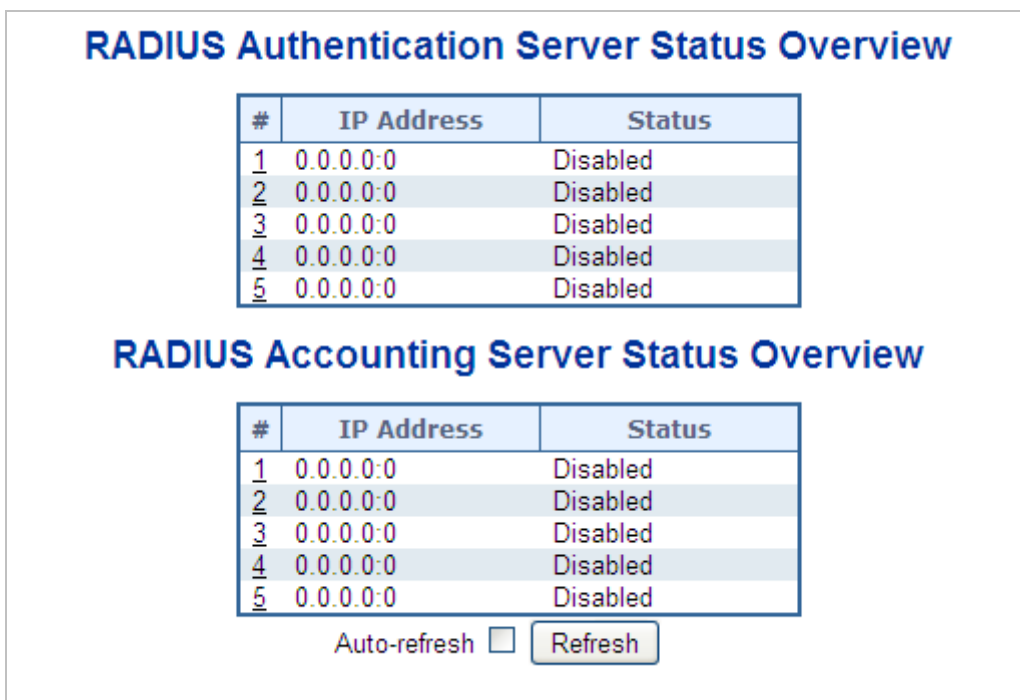 RADIUS Authentication Server Status Overview
# IP Address Status
1 0.0.0.0:0 Disabled
2 0.0.0.0:0 Disabled
3 0.0.0.0:0 Disabled
4 0.0.0.0:0 Disabled
5 0.0.0.0:0 Disabled
RADIUS Accounting Server Status Overview
# IP Address Status
1 0.0.0.0:0 Disabled
2 0.0.0.0:0 Disabled
3 0.0.0.0:0 Disabled
4 0.0.0.0:0 Disabled
5 0.0.0.0:0 Disabled
Auto-refresh Refresh